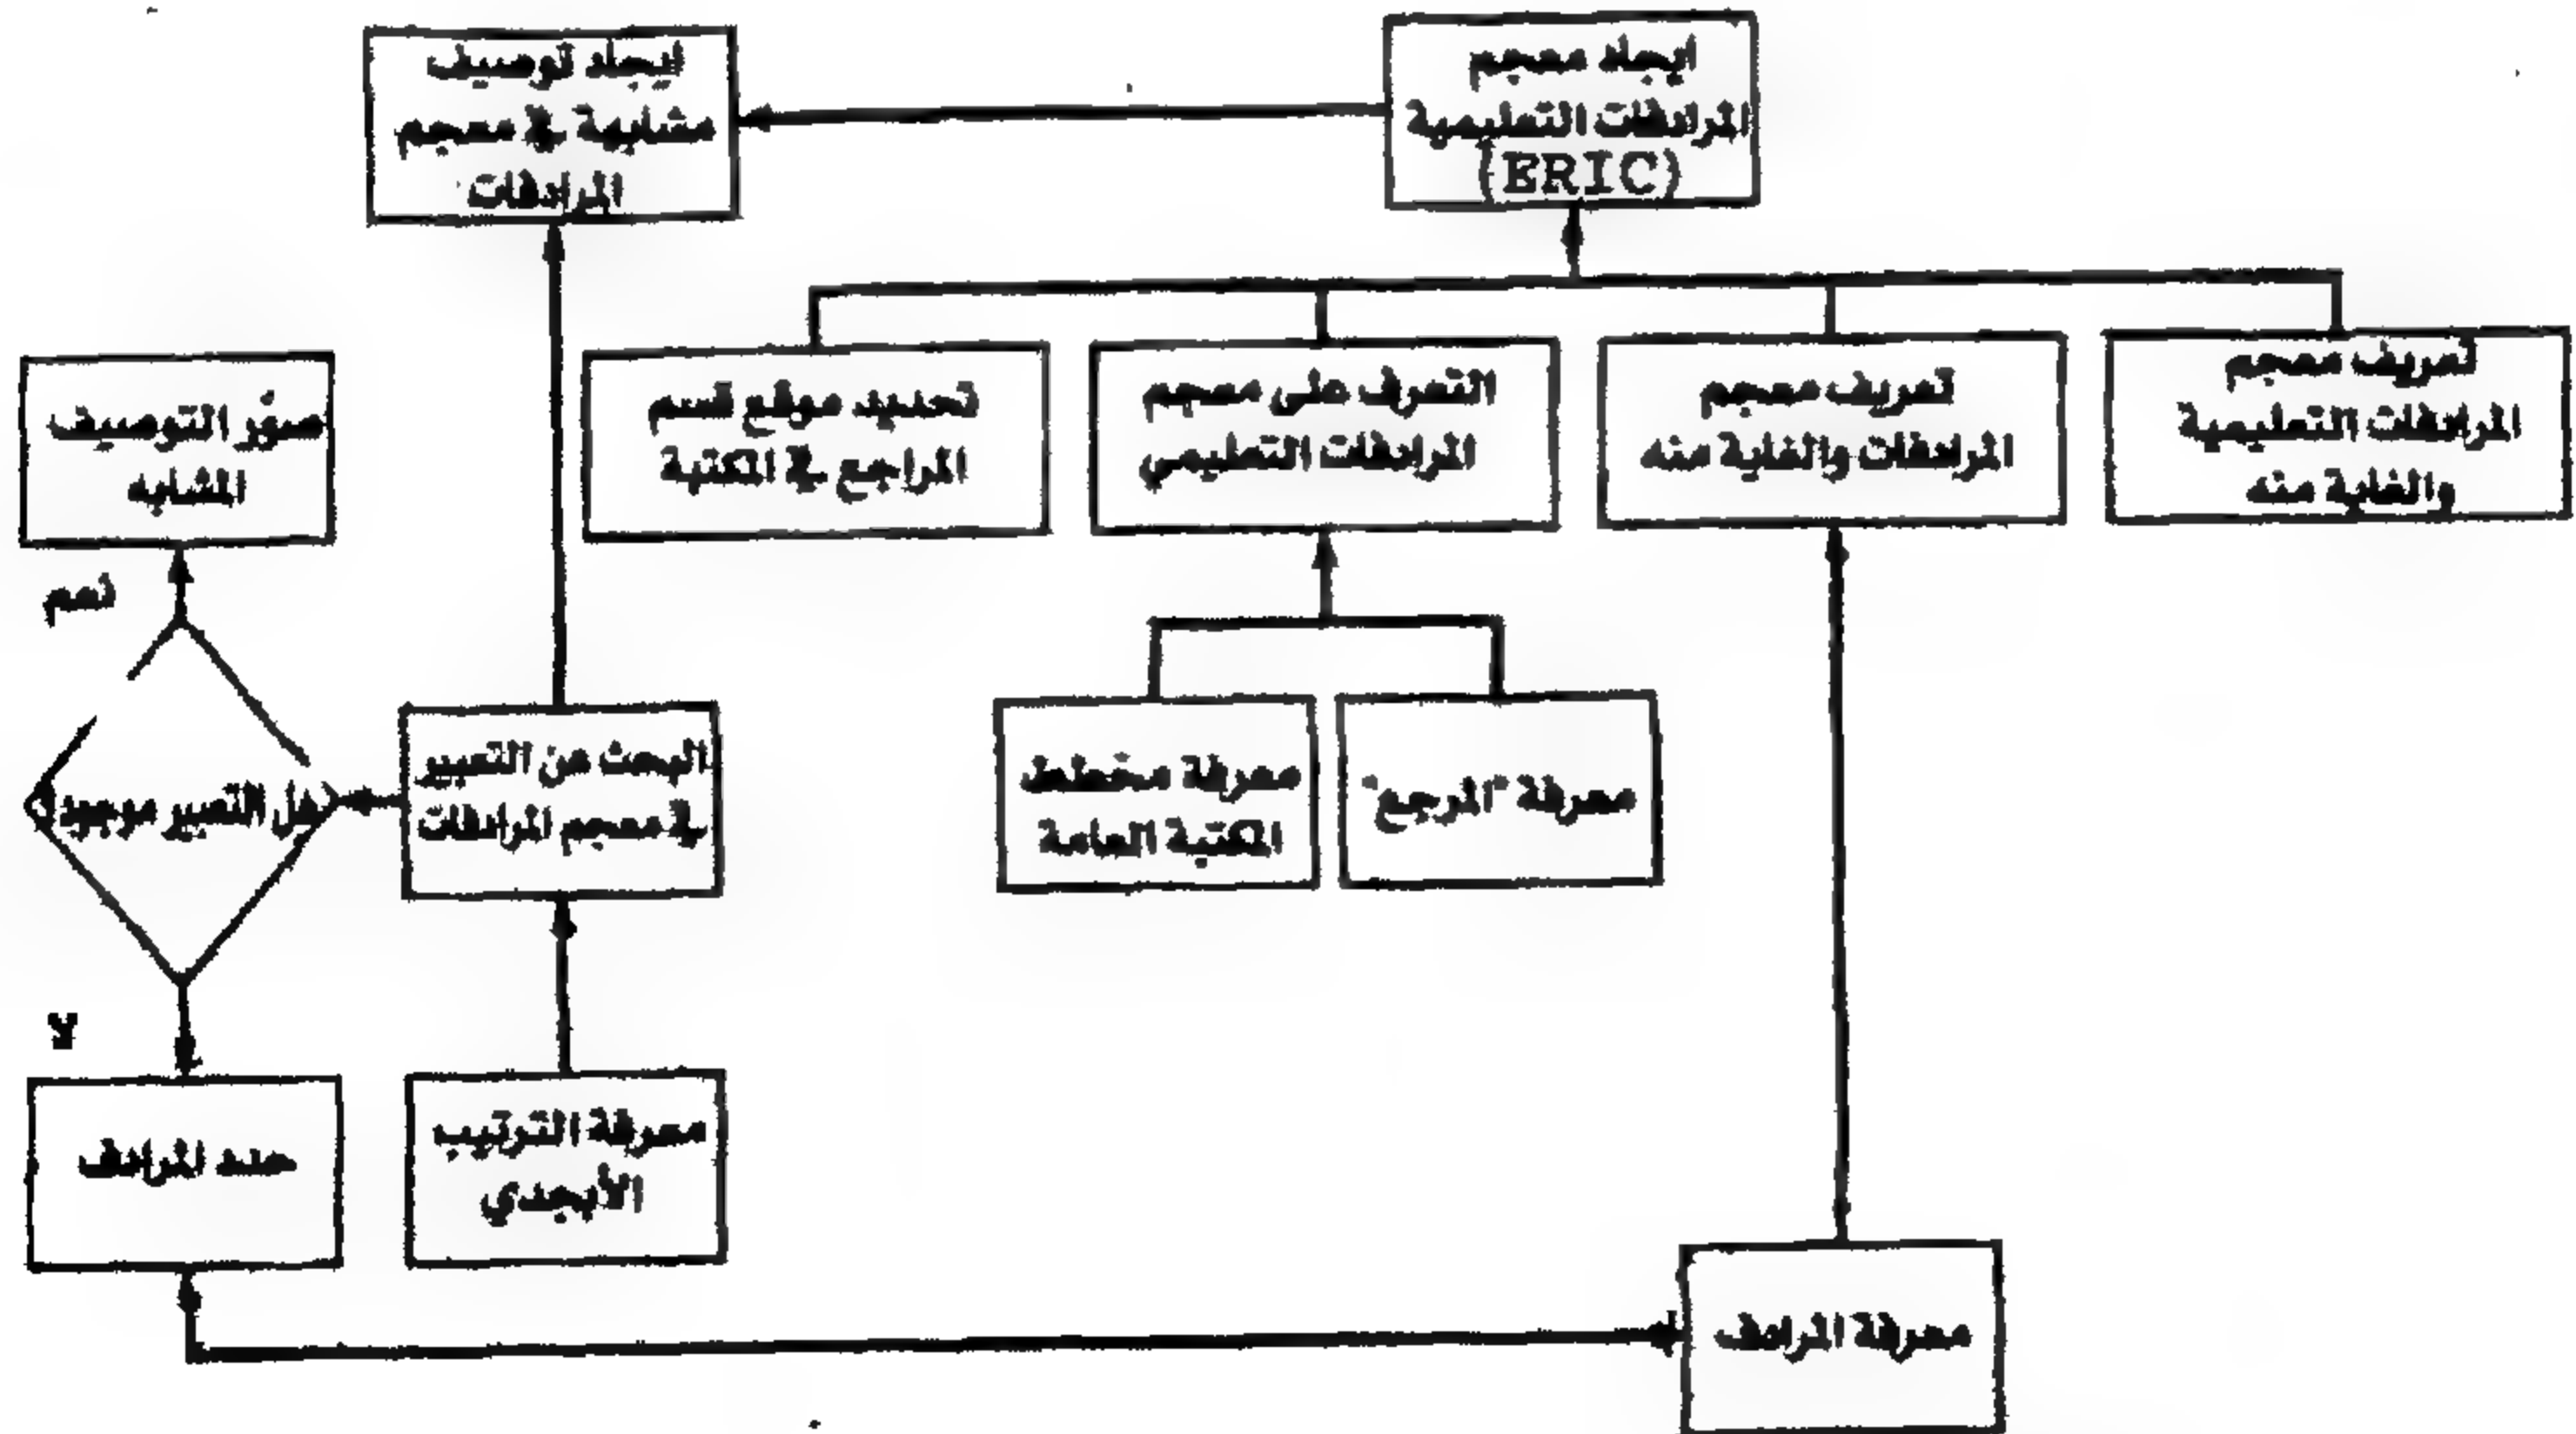 ايجاد معجم
المرادفات التعليمية
(ERIC)
ايجاد توصيف
مشابهة في معجم
المرادفات
تعريف معجم
المرادفات التعليمية
والغاية منه
تعريف معجم
المرادفات والغاية منه
التعرف على معجم
المرادفات التعليمي
تحديد موقع قسم
المراجع في المكتبة
صوّر التوصيف
المشابه
نعم
معرفة "المرجع"
معرفة مخطط
المكتبة العامة
البحث عن التعبير
في معجم المرادفات
هل التعبير موجود؟
لا
معرفة الترتيب
الأبجدي
حدد المرادف
معرفة المرادف